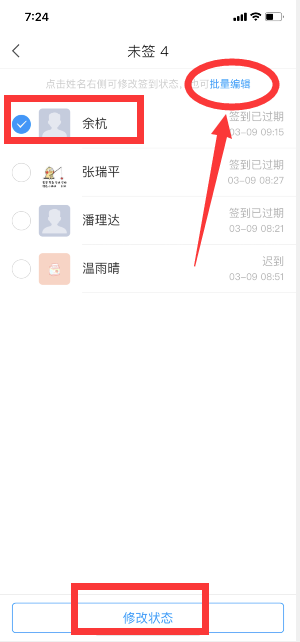 7:24
未签 4
点击姓名右侧可修改签到状态，也可批量编辑
余杭
签到已过期
03-09 09:15
张瑞平
签到已过期
03-09 08:27
潘理达
签到已过期
03-09 08:21
温雨晴
迟到
03-09 08:51
修改状态